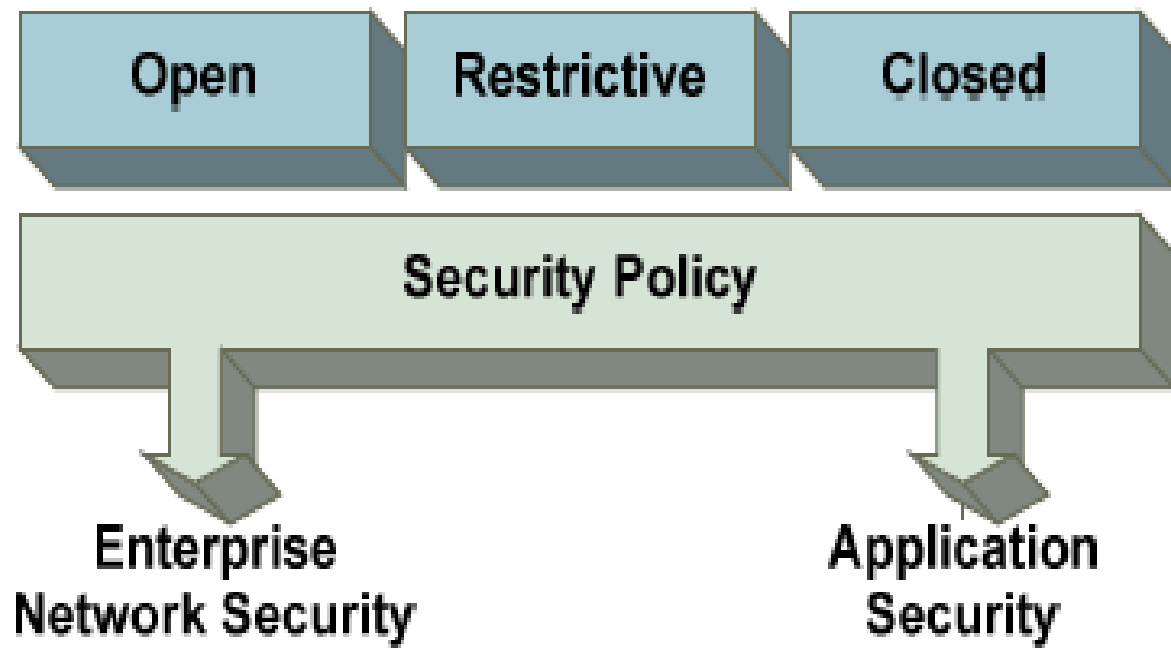 Open
Restrictive
Closed
Security Policy
Enterprise
Network Security
Application
Security